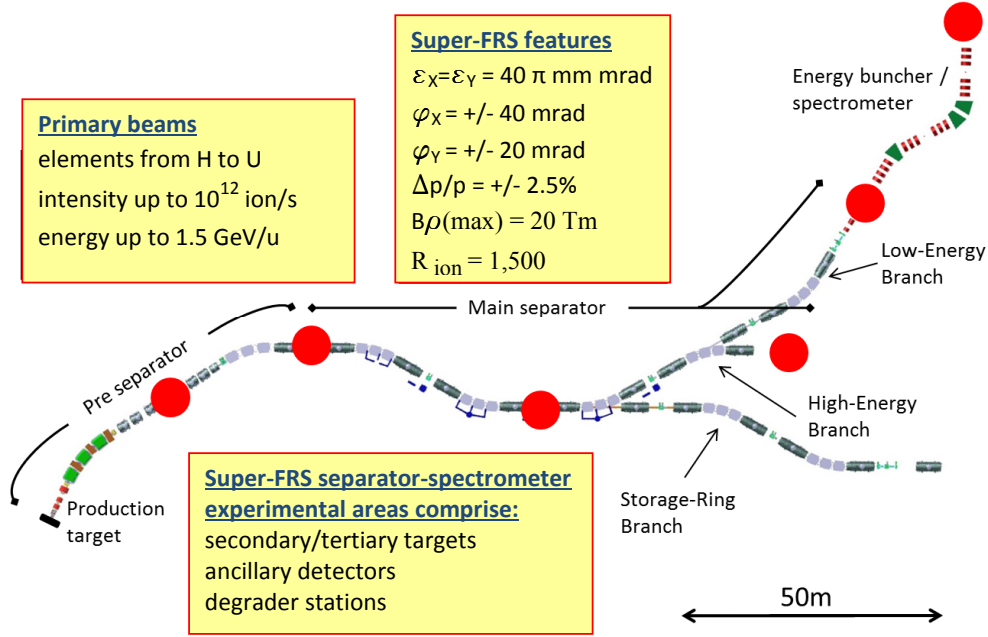 Super-FRS features
εX=εY = 40 π mm mrad
φX = +/- 40 mrad
φY = +/- 20 mrad
Δp/p = +/- 2.5%
Bρ(max) = 20 Tm
R ion = 1,500
Primary beams
elements from H to U
intensity up to 10¹² ion/s
energy up to 1.5 GeV/u
Energy buncher /
spectrometer
Low-Energy
Branch
Main separator
Pre separator
High-Energy
Branch
Storage-Ring
Branch
Production
target
Super-FRS separator-spectrometer
experimental areas comprise:
secondary/tertiary targets
ancillary detectors
degrader stations
50m